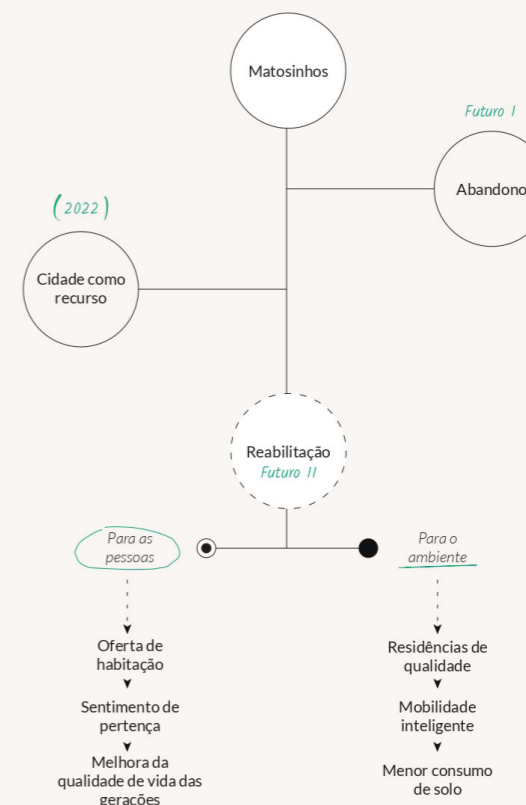 Matosinhos
Futuro I
Abandono
(2022)
Cidade como
recurso
Reabilitação
Futuro II
Para as
pessoas
Para o
ambiente
Oferta de
habitação
Residências de
qualidade
Sentimento de
pertença
Mobilidade
inteligente
Melhora da
qualidade de vida das
gerações
Menor consumo
de solo